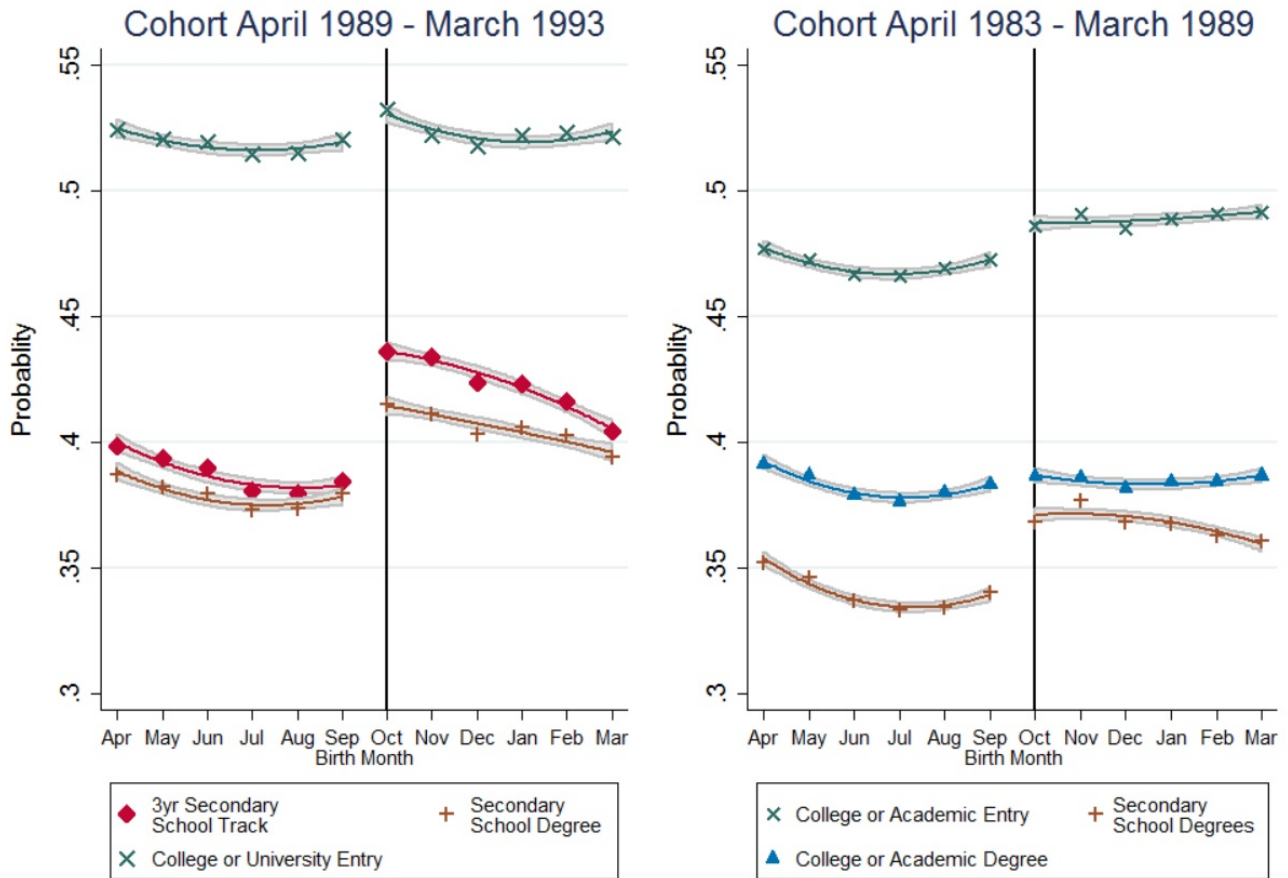 Cohort April 1989 - March 1993
.55
.5
.45
.4
.35
.3
Probablity
Apr May Jun Jul Aug Sep Oct Nov Dec Jan Feb Mar
Birth Month
3yr Secondary
School Track
Secondary
School Degree
College or University Entry
Cohort April 1983 - March 1989
.55
.5
.45
.4
.35
.3
Probablity
Apr May Jun Jul Aug Sep Oct Nov Dec Jan Feb Mar
Birth Month
College or Academic Entry
Secondary
School Degrees
College or Academic Degree